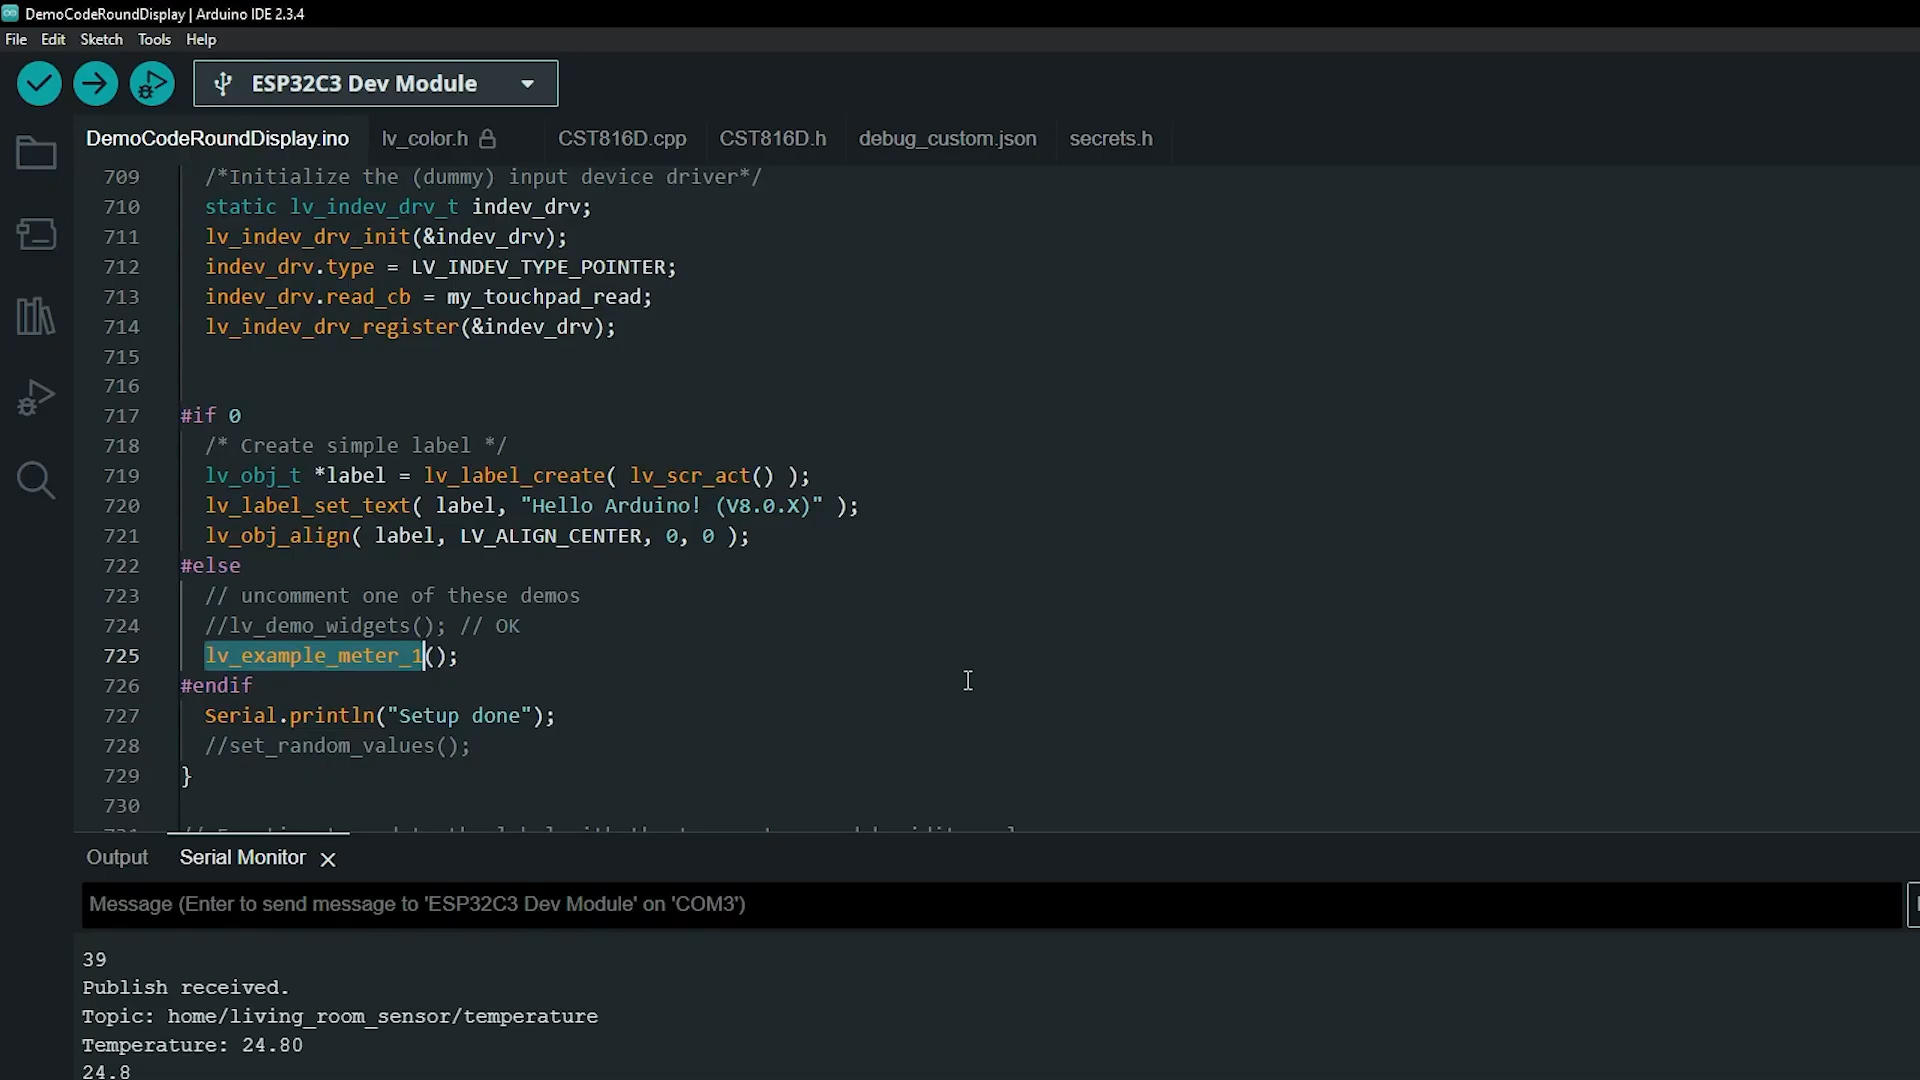 DemoCodeRoundDisplay | Arduino IDE 2.3.4
File Edit Sketch Tools Help
ESP32C3 Dev Module
DemoCodeRoundDisplay.ino lv_color.h CST816D.cpp CST816D.h debug_custom.json secrets.h
709 /*Initialize the (dummy) input device driver*/
710 static lv_indev_drv_t indev_drv;
711 lv_indev_drv_init(&indev_drv);
712 indev_drv.type = LV_INDEV_TYPE_POINTER;
713 indev_drv.read_cb = my_touchpad_read;
714 lv_indev_drv_register(&indev_drv);
715
716
717 #if 0
718 /* Create simple label */
719 lv_obj_t *label = lv_label_create( lv_scr_act() );
720 lv_label_set_text( label, "Hello Arduino! (V8.0.X)" );
721 lv_obj_align( label, LV_ALIGN_CENTER, 0, 0 );
722 #else
723 // uncomment one of these demos
724 //lv_demo_widgets(); // OK
725 lv_example_meter_1();
726 #endif
727 Serial.println("Setup done");
728 //set_random_values();
729 }
730
Output Serial Monitor
Message (Enter to send message to 'ESP32C3 Dev Module' on 'COM3')
39
Publish received.
Topic: home/living_room_sensor/temperature
Temperature: 24.80
24.8